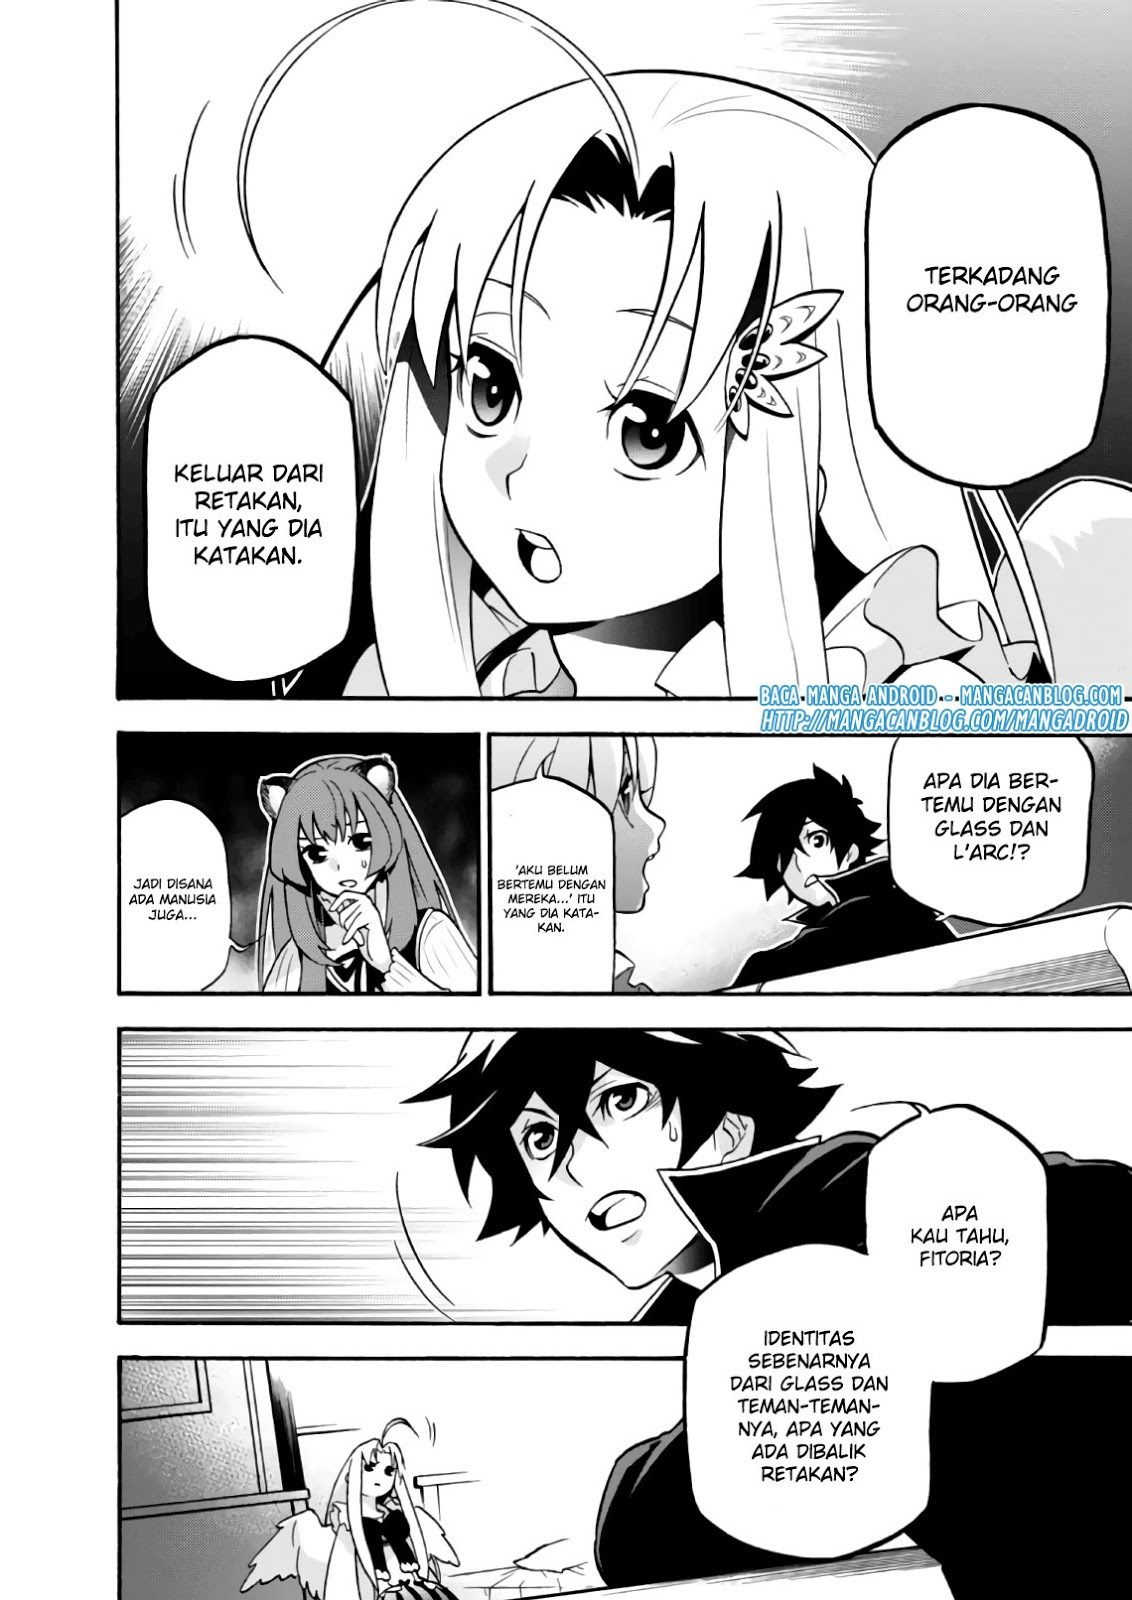 TERKADANG
ORANG-ORANG
KELUAR DARI
RETAKAN,
ITU YANG DIA
KATAKAN.
BACA MANGA ANDROID - MANGACANBLOG.COM
HTTP://MANGACANBLOG.COM/MANGADROID
APA DIA BER-
TEMU DENGAN
GLASS DAN
L'ARC!?
'AKU BELUM
BERTEMU DENGAN
MEREKA...' ITU
YANG DIA KATA-
KAN.
JADI DISANA
ADA MANUSIA
JUGA...
APA
KAU TAHU,
FITORIA?
IDENTITAS
SEBENARNYA
DARI GLASS DAN
TEMAN-TEMAN-
NYA, APA YANG
ADA DIBALIK
RETAKAN?